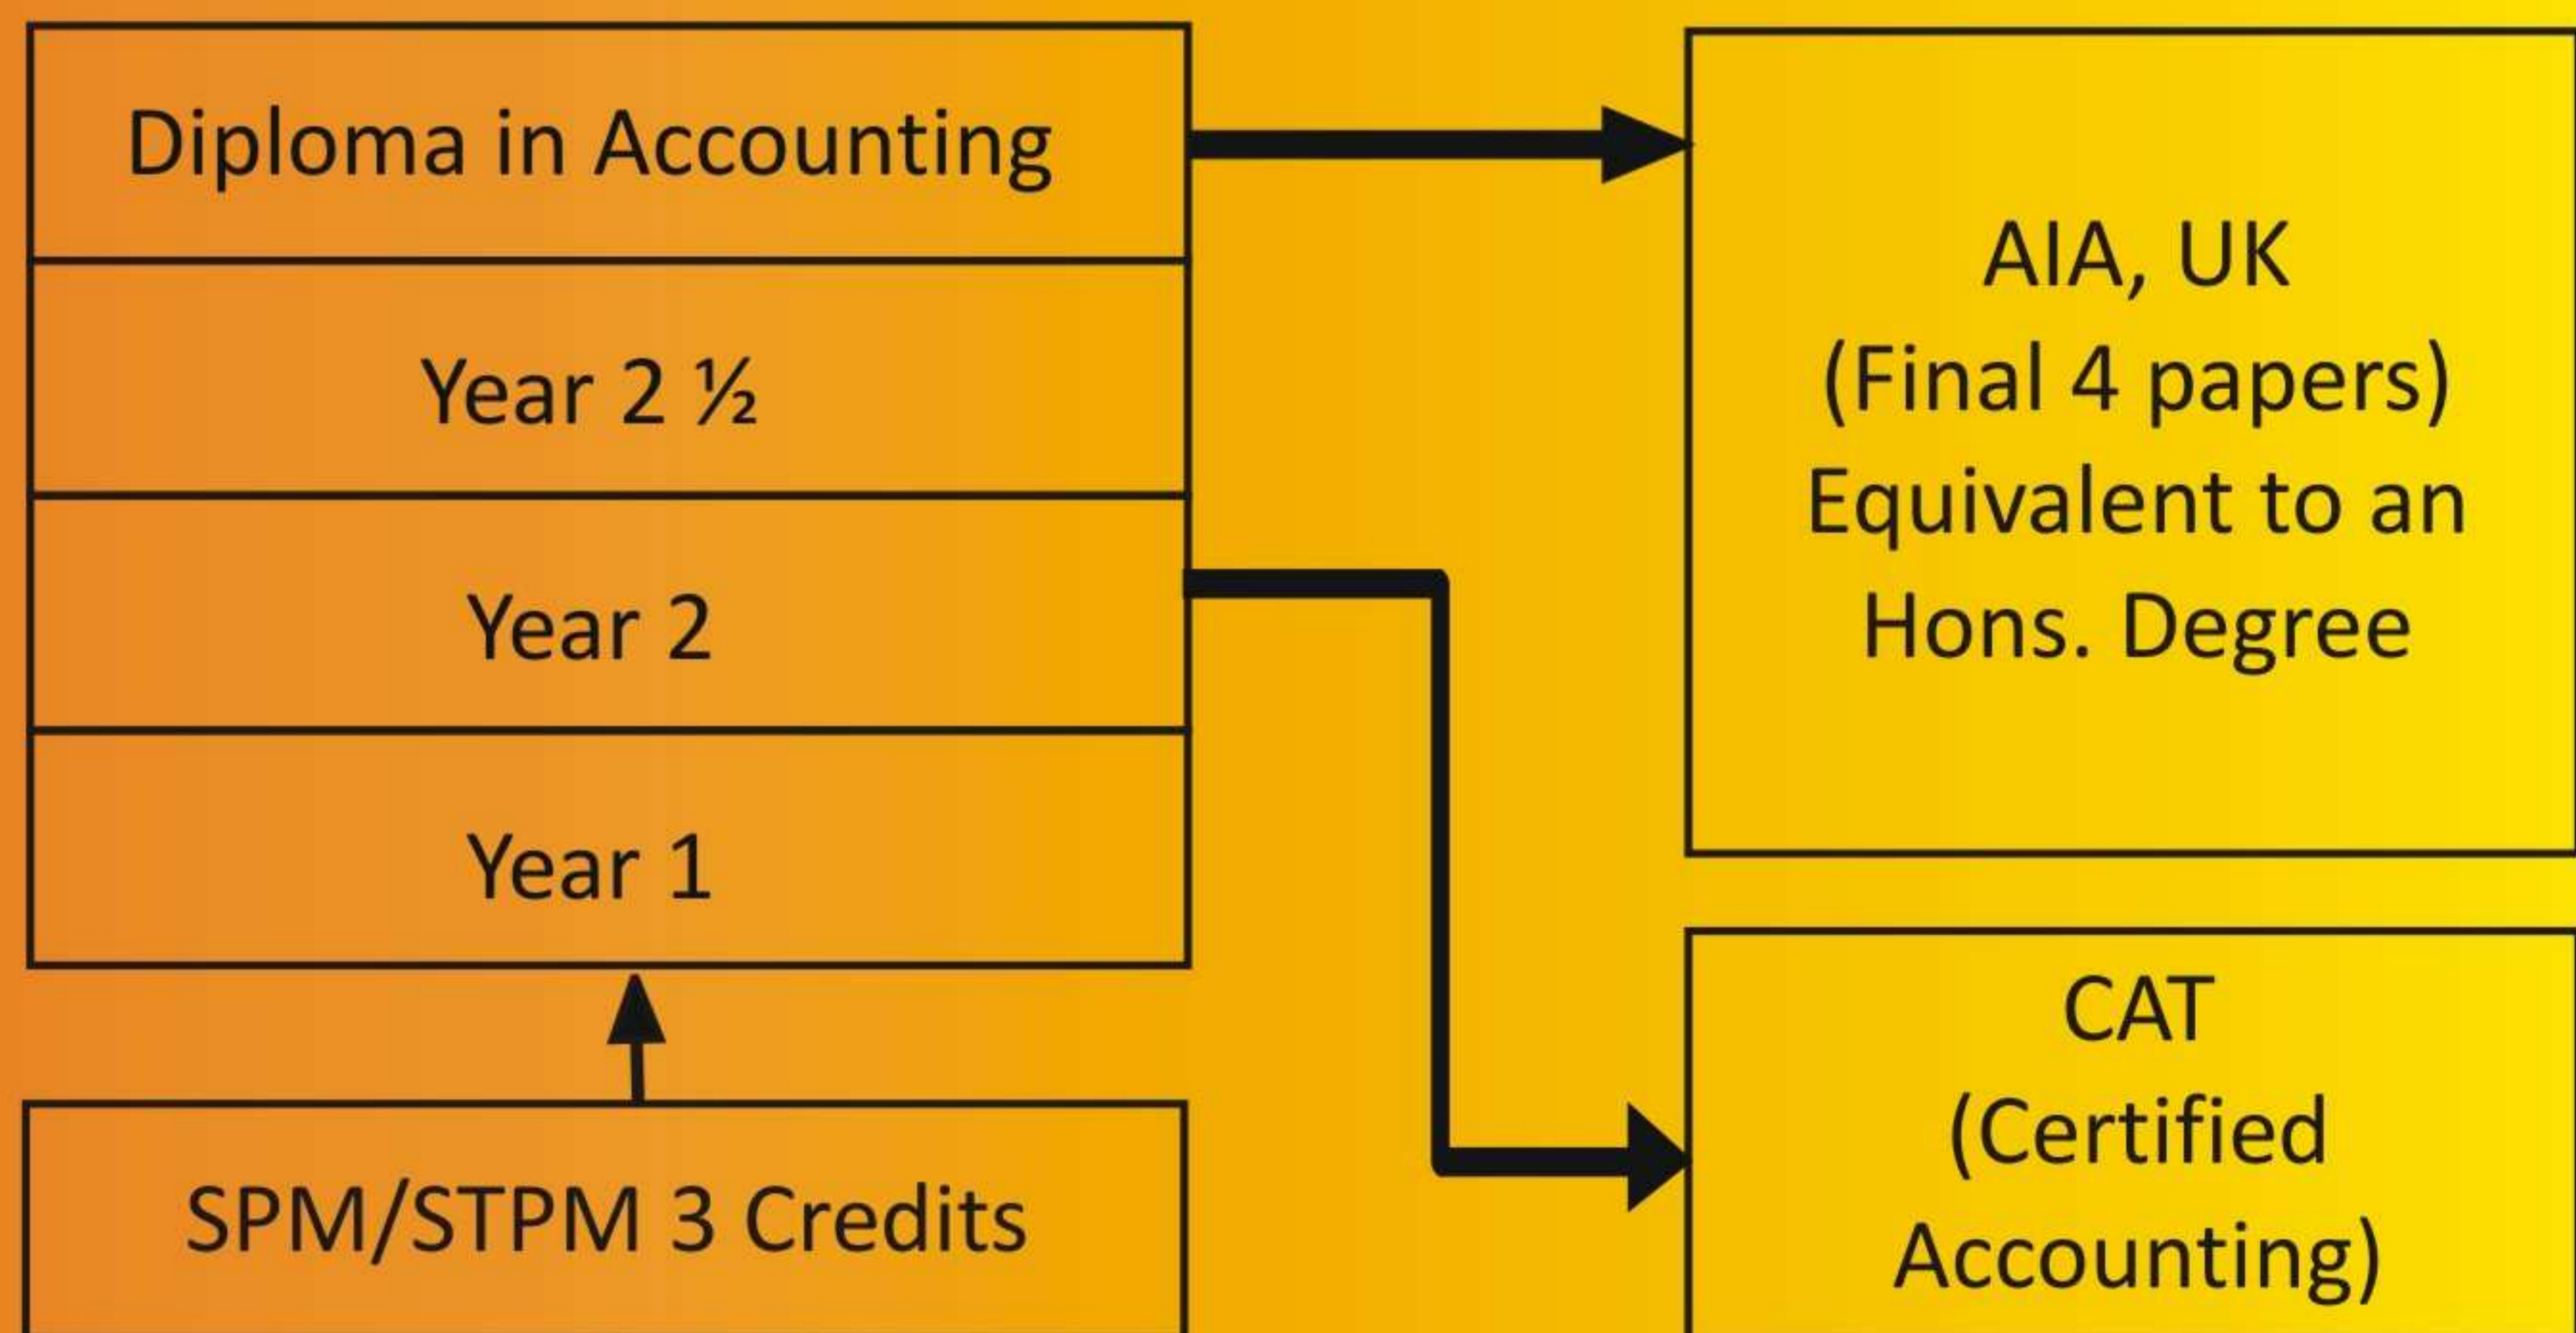 Diploma in Accounting
Year 2 ½
Year 2
Year 1
SPM/STPM 3 Credits
AIA, UK
(Final 4 papers)
Equivalent to an
Hons. Degree
CAT
(Certified
Accounting)